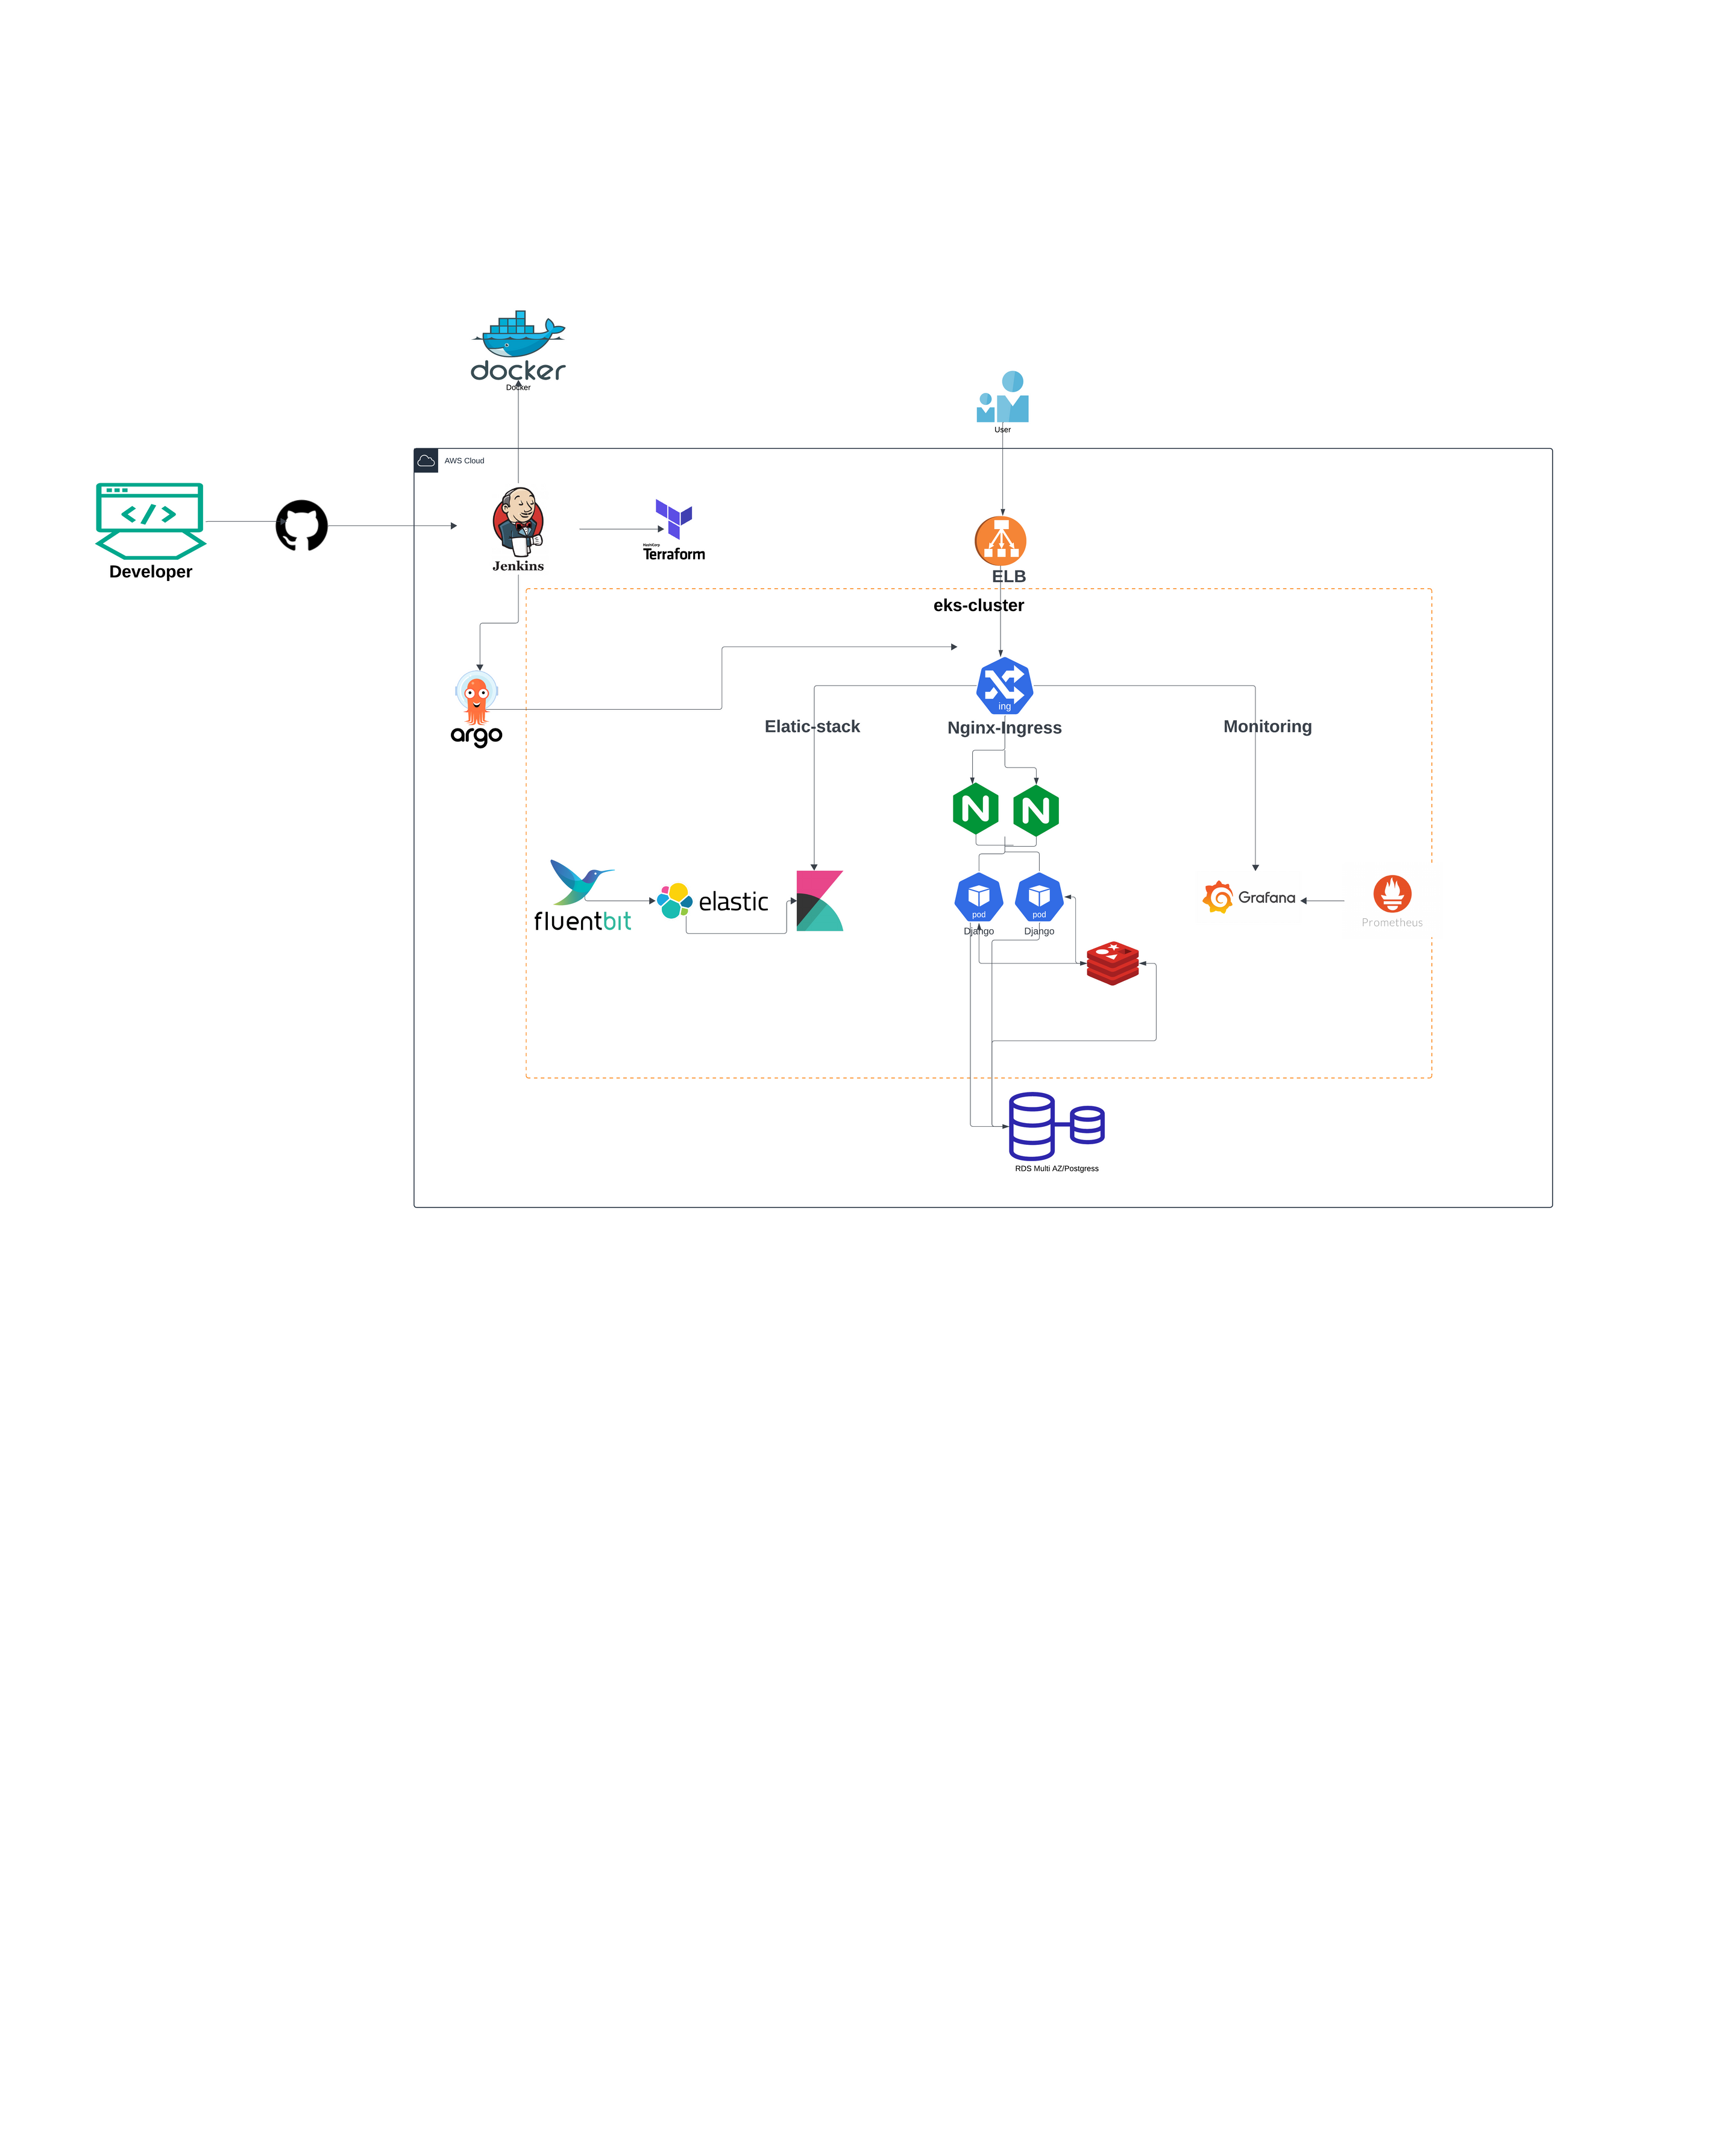 docker
Docker
User
AWS Cloud
Developer
Jenkins
HashiCorp
Terraform
ELB
eks-cluster
argo
ing
Elatic-stack
Nginx-Ingress
Monitoring
N
N
fluentbit
elastic
pod
pod
Django
Django
Grafana
Prometheus
RDS Multi AZ/Postgress